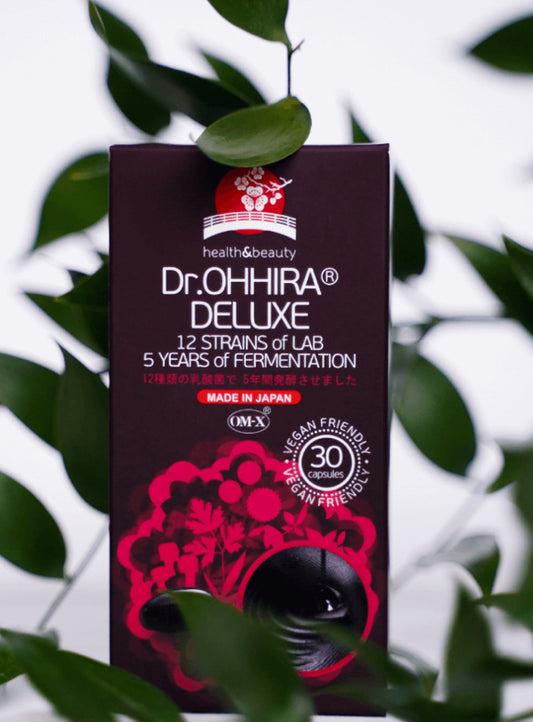 health&beauty
Dr.OHHIRA®
DELUXE
12 STRAINS of LAB
5 YEARS of FERMENTATION
12種類の乳酸菌で 5年間発酵させました
MADE IN JAPAN
OM-X®
VEGAN FRIENDLY
30
capsules
VEGAN FRIENDLY